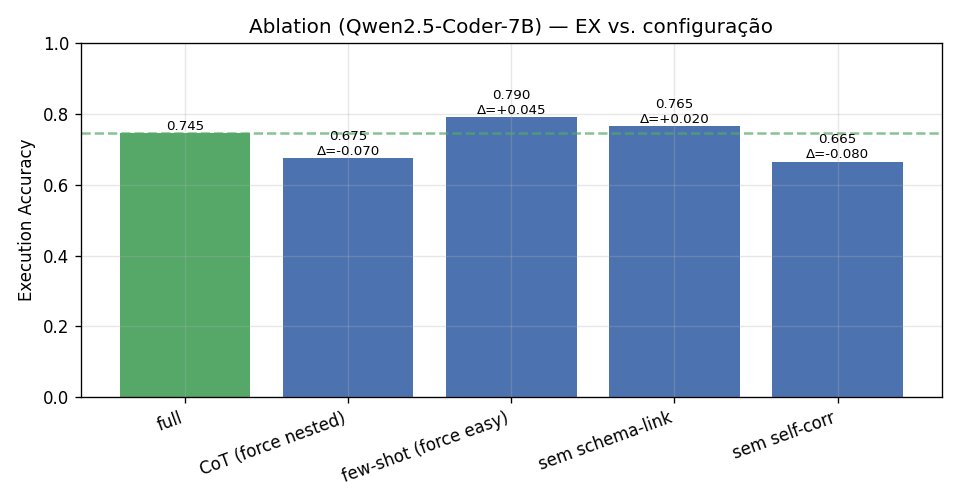 Ablation (Qwen2.5-Coder-7B) — EX vs. configuração
Execution Accuracy
1.0
0.8
0.6
0.4
0.2
0.0
0.745
0.675
Δ=-0.070
0.790
Δ=+0.045
0.765
Δ=+0.020
0.665
Δ=-0.080
full
CoT (force nested)
few-shot (force easy)
sem schema-link
sem self-corr